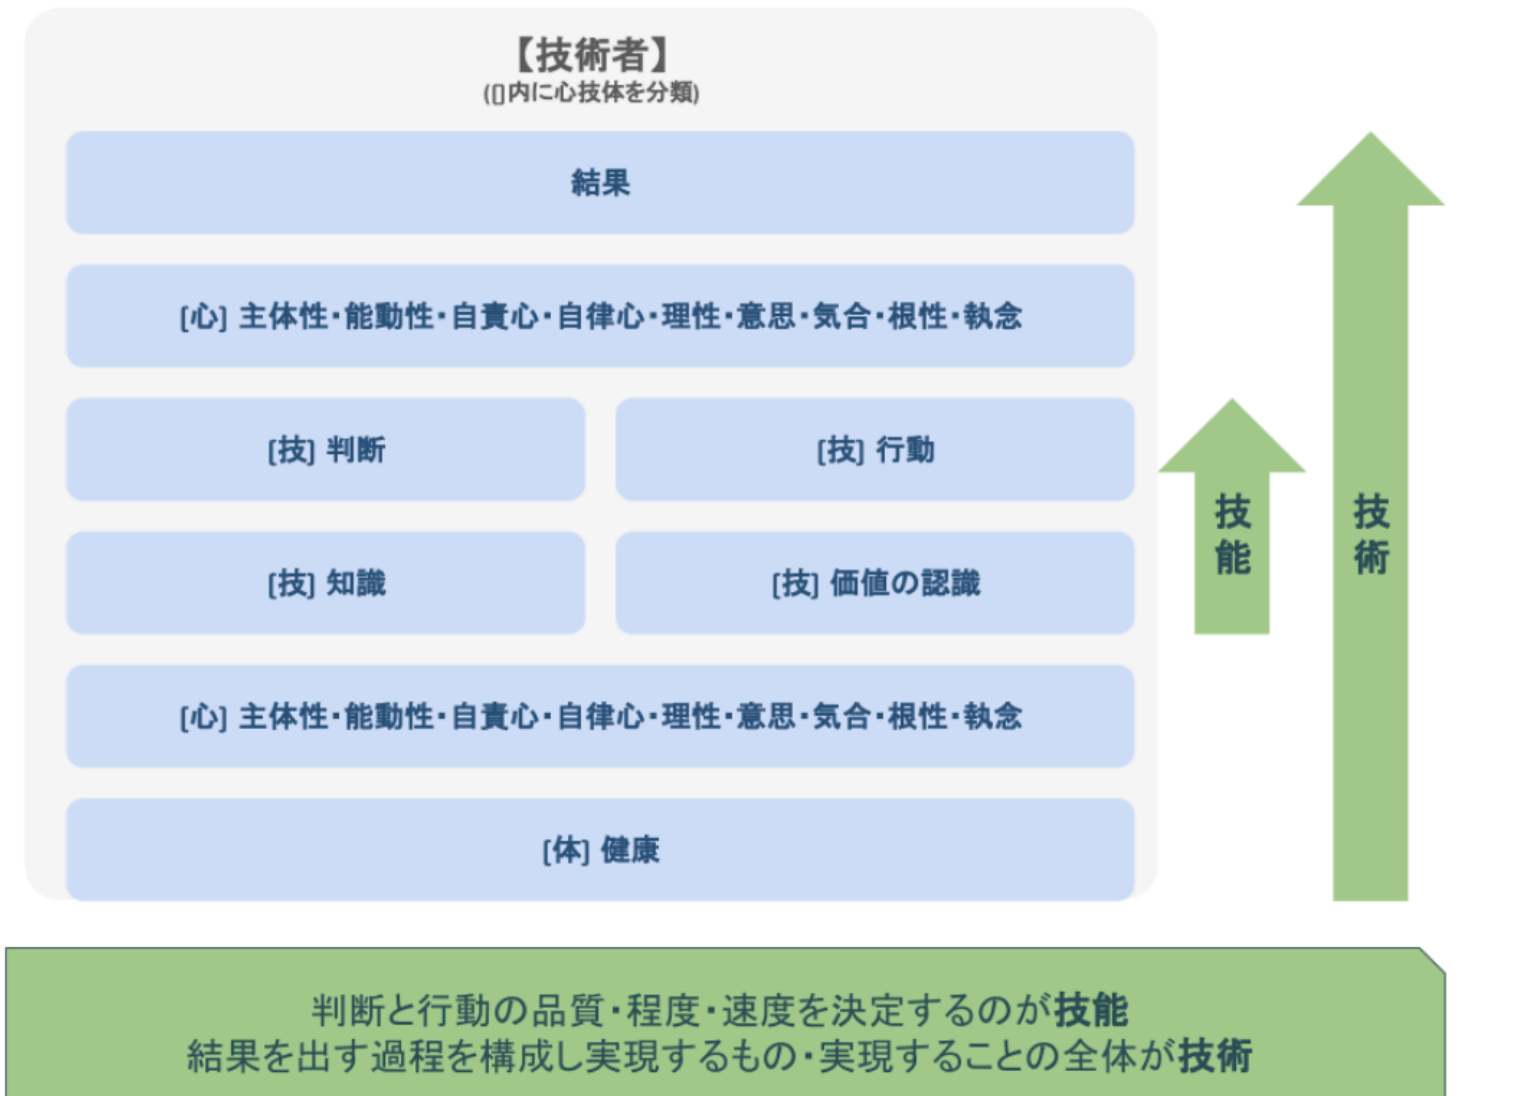 【技術者】
([]内に心技体を分類)
結果
[心] 主体性・能動性・自責心・自律心・理性・意思・気合・根性・執念
[技] 判断
[技] 行動
[技] 知識
[技] 価値の認識
[心] 主体性・能動性・自責心・自律心・理性・意思・気合・根性・執念
[体] 健康
技能
技術
判断と行動の品質・程度・速度を決定するのが技能
結果を出す過程を構成し実現するもの・実現することの全体が技術